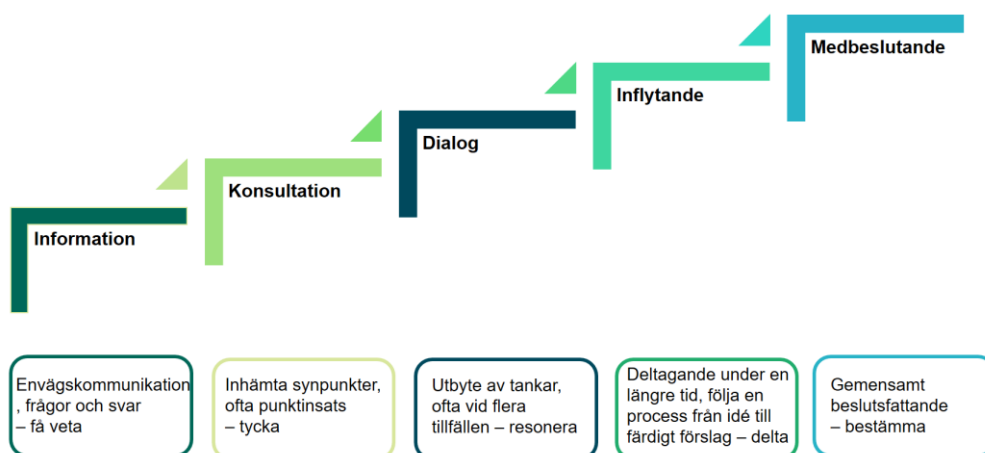 Medbeslutande
Inflytande
Dialog
Konsultation
Information
Envägskommunikation
, frågor och svar
– få veta
Inhämta synpunkter,
ofta punktinsats
– tycka
Utbyte av tankar,
ofta vid flera
tillfällen – resonera
Deltagande under en
längre tid, följa en
process från idé till
färdigt förslag – delta
Gemensamt
beslutsfattande
– bestämma